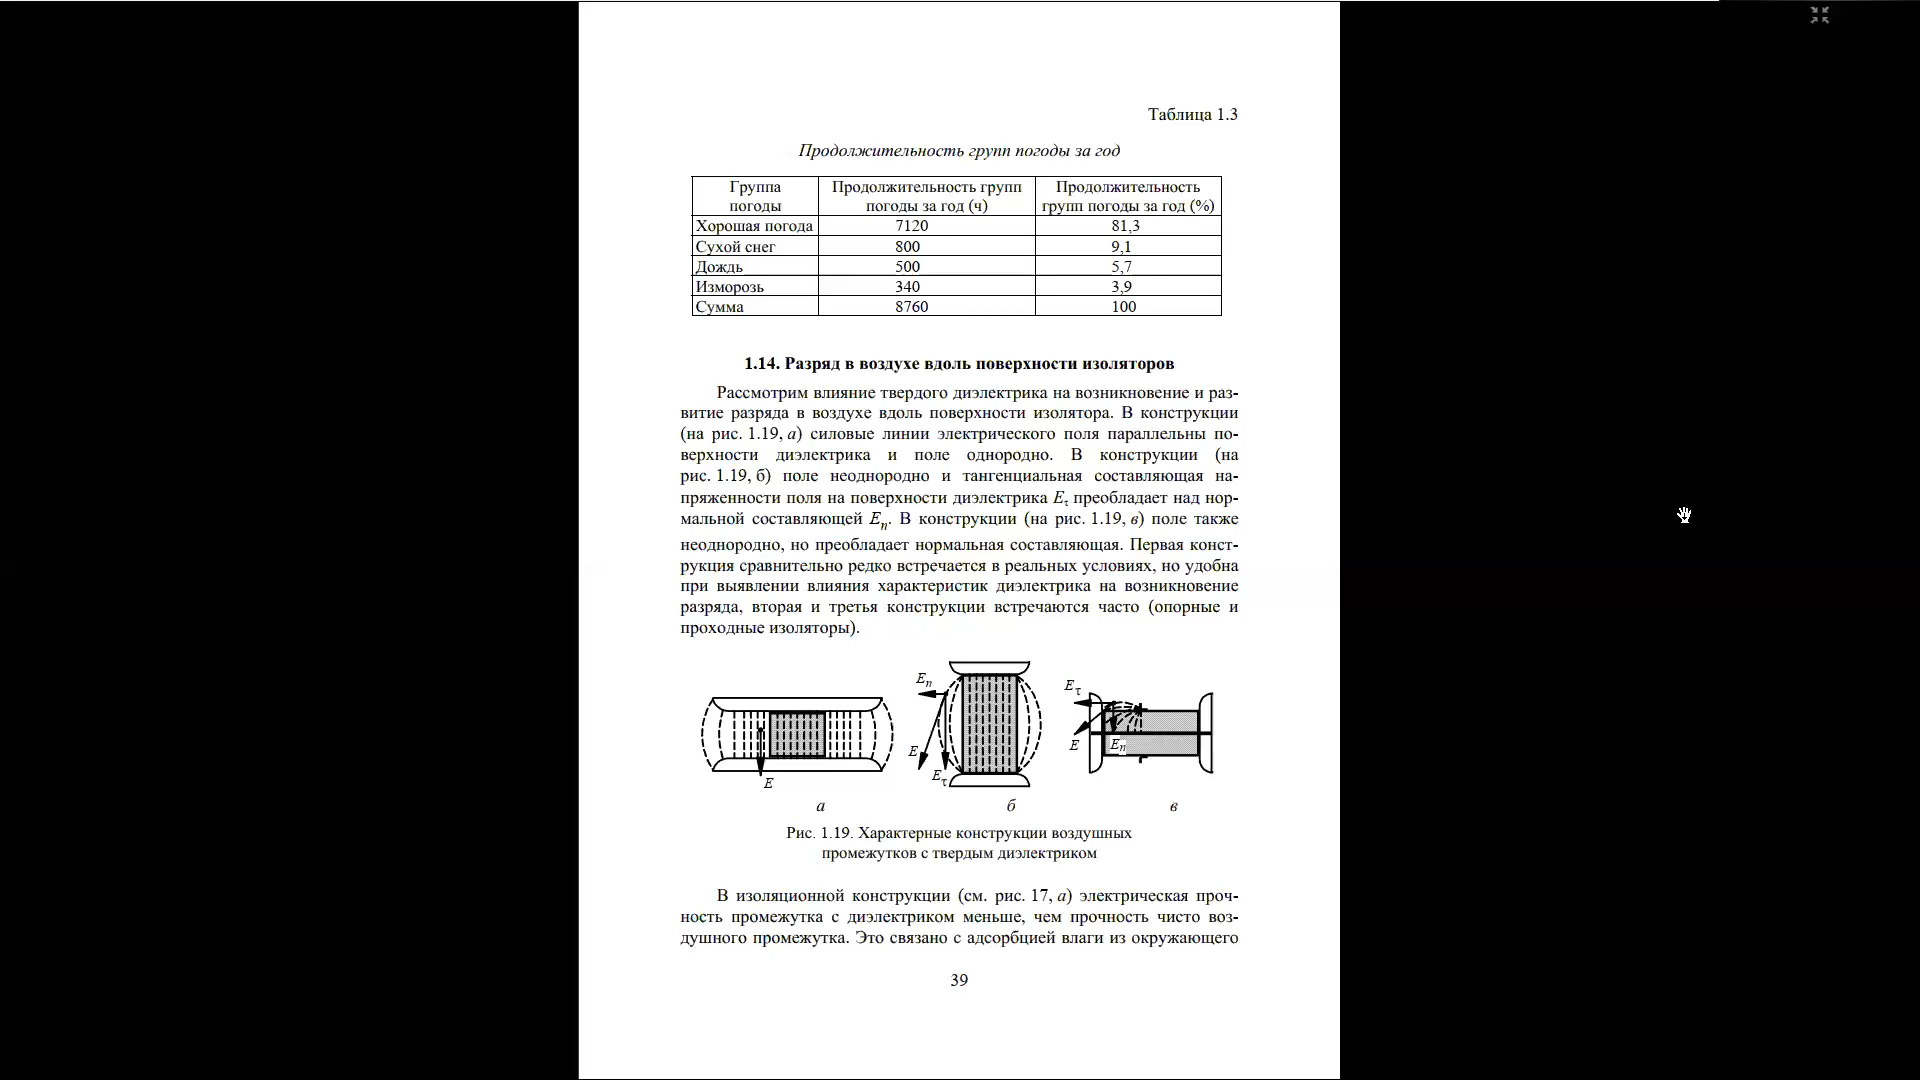 Таблица 1.3
Продолжительность групп погоды за год
Группа погоды | Продолжительность групп погоды за год (ч) | Продолжительность групп погоды за год (%)
Хорошая погода 7120 81,3
Сухой снег 800 9,1
Дождь 500 5,7
Изморозь 340 3,9
Сумма 8760 100
1.14. Разряд в воздухе вдоль поверхности изоляторов
Рассмотрим влияние твердого диэлектрика на возникновение и раз-
витие разряда в воздухе вдоль поверхности изолятора. В конструкции
(на рис. 1.19, а) силовые линии электрического поля параллельны по-
верхности диэлектрика и поле однородно. В конструкции (на
рис. 1.19, б) поле неоднородно и тангенциальная составляющая на-
пряженности поля на поверхности диэлектрика Eτ преобладает над нор-
мальной составляющей En. В конструкции (на рис. 1.19, в) поле также
неоднородно, но преобладает нормальная составляющая. Первая конст-
рукция сравнительно редко встречается в реальных условиях, но удобна
при выявлении влияния характеристик диэлектрика на возникновение
разряда, вторая и третья конструкции встречаются часто (опорные и
проходные изоляторы).
E
а
En
E
Eτ
б
Eτ
E
En
в
Рис. 1.19. Характерные конструкции воздушных
промежутков с твердым диэлектриком
В изоляционной конструкции (см. рис. 17, а) электрическая проч-
ность промежутка с диэлектриком меньше, чем прочность чисто воз-
душного промежутка. Это связано с адсорбцией влаги из окружающего
39